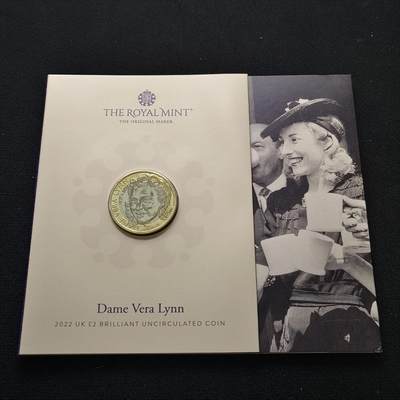 THE ROYAL MINT
THE ORIGINAL MAKER
Dame Vera Lynn
2022 UK £2 BRILLIANT UNCIRCULATED COIN